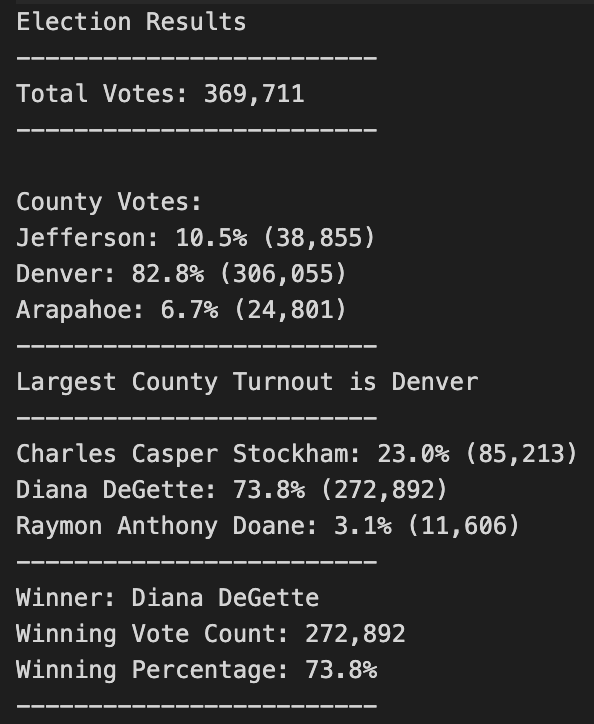 Election Results
-------------------------
Total Votes: 369,711
-------------------------

County Votes:
Jefferson: 10.5% (38,855)
Denver: 82.8% (306,055)
Arapahoe: 6.7% (24,801)
-------------------------
Largest County Turnout is Denver
-------------------------
Charles Casper Stockham: 23.0% (85,213)
Diana DeGette: 73.8% (272,892)
Raymon Anthony Doane: 3.1% (11,606)
-------------------------
Winner: Diana DeGette
Winning Vote Count: 272,892
Winning Percentage: 73.8%
-------------------------